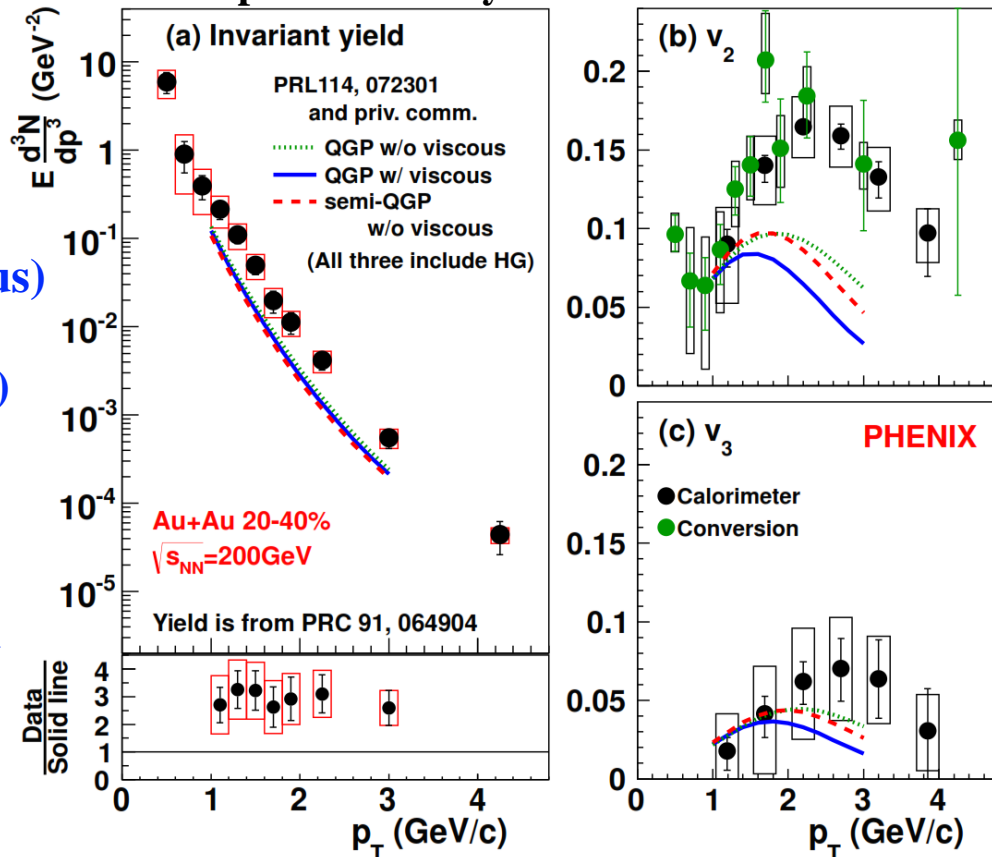 (a) Invariant yield
E d³N/dp³ (GeV⁻²)
PRL114, 072301
and priv. comm.
QGP w/o viscous
QGP w/ viscous
semi-QGP
w/o viscous
(All three include HG)
10
1
10⁻¹
10⁻²
10⁻³
10⁻⁴
10⁻⁵
Au+Au 20-40%
√s_NN=200GeV
Yield is from PRC 91, 064904
Data
Solid line
4
3
2
1
0
0 1 2 3 4
p_T (GeV/c)
us)
)
(b) v₂
0.2
0.15
0.1
0.05
0
(c) v₃
PHENIX
0.2
Calorimeter
Conversion
0.15
0.1
0.05
0
0 1 2 3 4
p_T (GeV/c)